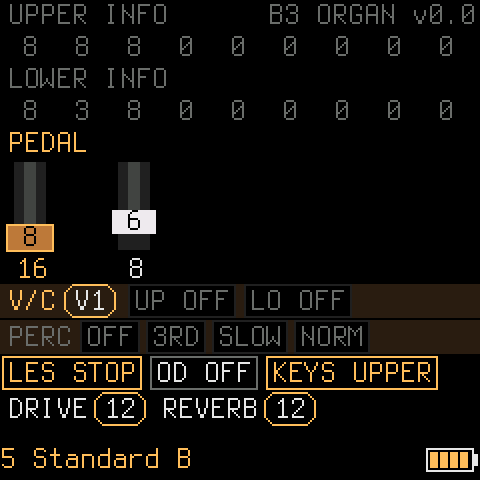 UPPER INFO B3 ORGAN v0.0
8 8 8 0 0 0 0 0 0
LOWER INFO
8 3 8 0 0 0 0 0 0
PEDAL
8 6
16 8
V/C V1 UP OFF LO OFF
PERC OFF 3RD SLOW NORM
LES STOP OD OFF KEYS UPPER
DRIVE 12 REVERB 12
5 Standard B